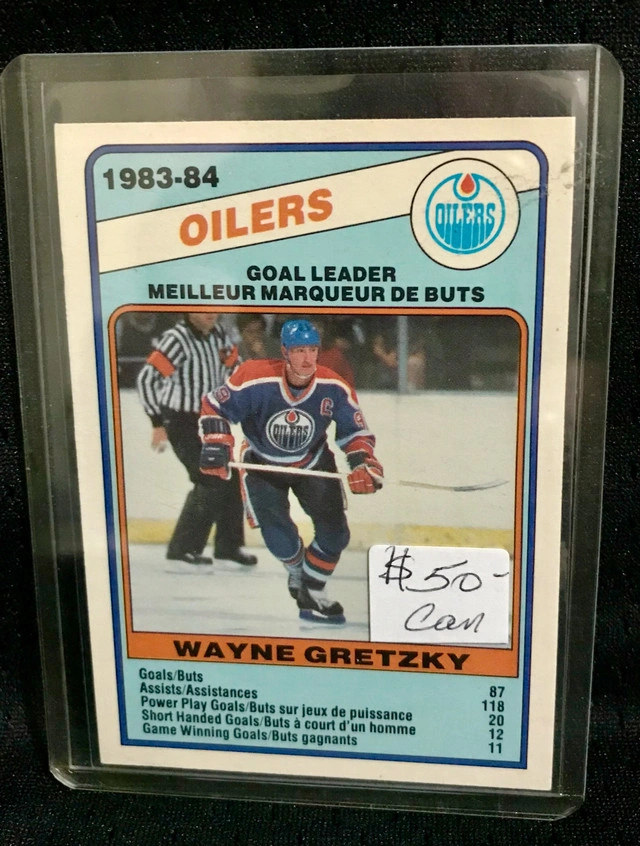 1983-84
OILERS
OILERS
GOAL LEADER
MEILLEUR MARQUEUR DE BUTS
C
OILERS
$50-
Can
WAYNE GRETZKY
Goals/Buts 87
Assists/Assistances 118
Power Play Goals/Buts sur jeux de puissance 20
Short Handed Goals/Buts à court d'un homme 12
Game Winning Goals/Buts gagnants 11